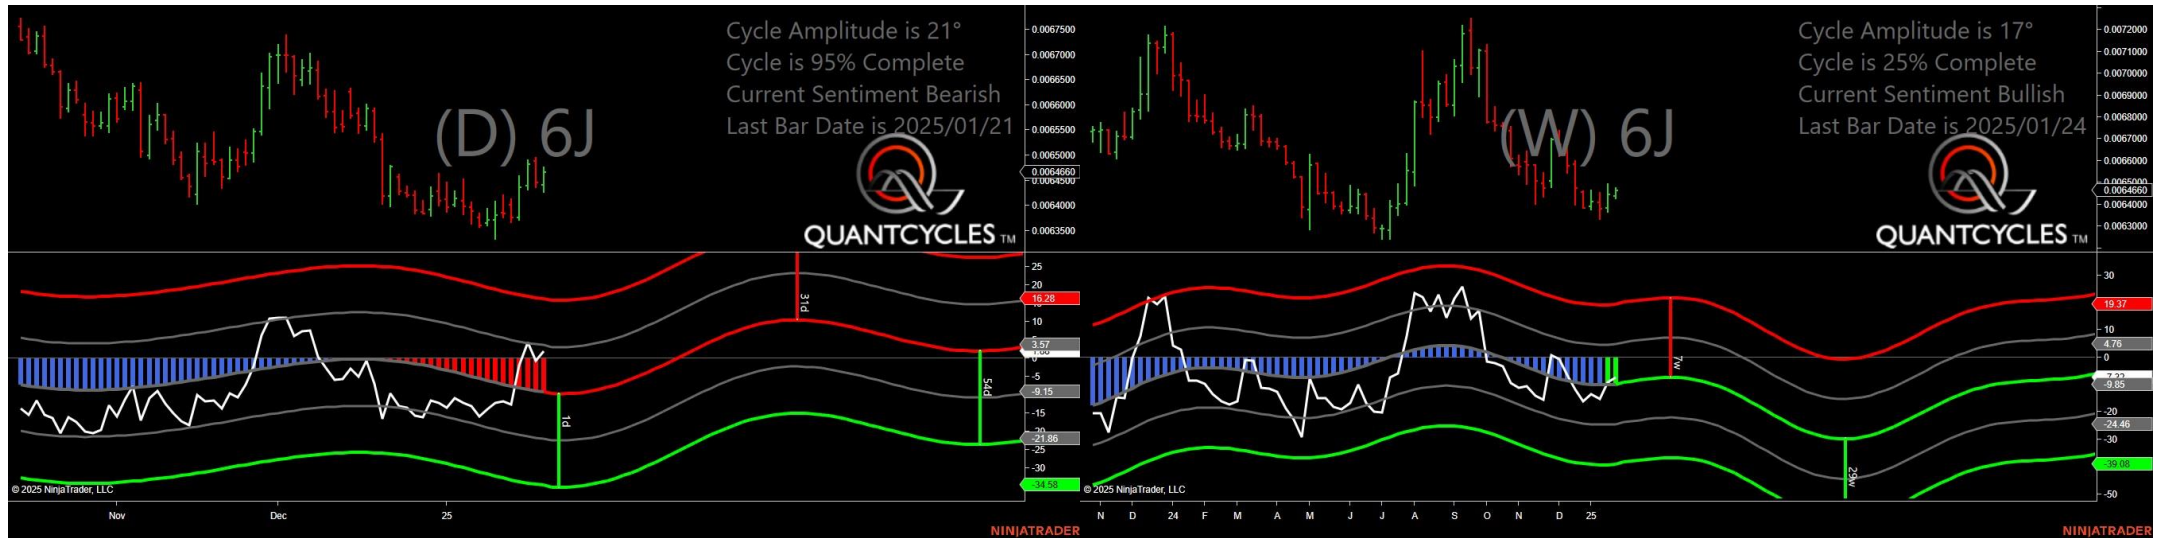 Cycle Amplitude is 21°
Cycle is 95% Complete
Current Sentiment Bearish
Last Bar Date is 2025/01/21
(D) 6J
QUANTCYCLES TM
0.0067500
0.0067000
0.0066500
0.0066000
0.0065500
0.0065000
0.0064660
0.0064500
0.0064000
0.0063500
25
20
16.28
10
3.57
0
-5
-9.15
-15
-21.86
-25
-30
-34.58
31d
54d
1d
© 2025 NinjaTrader, LLC
Nov
Dec
25
NINJATRADER
Cycle Amplitude is 17°
Cycle is 25% Complete
Current Sentiment Bullish
Last Bar Date is 2025/01/24
(W) 6J
QUANTCYCLES TM
0.0072000
0.0071000
0.0070000
0.0069000
0.0068000
0.0067000
0.0066000
0.0065000
0.0064660
0.0064000
0.0063000
30
19.37
10
4.76
0
-9.85
-20
-24.46
-30
-39.08
-50
7w
29w
© 2025 NinjaTrader, LLC
N D 24 F M A M J J A S O N D 25
NINJATRADER